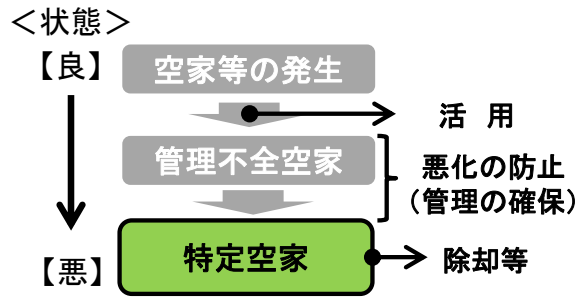 ＜状態＞
【良】
空家等の発生
活　用
管理不全空家
悪化の防止
（管理の確保）
【悪】
特定空家
除却等